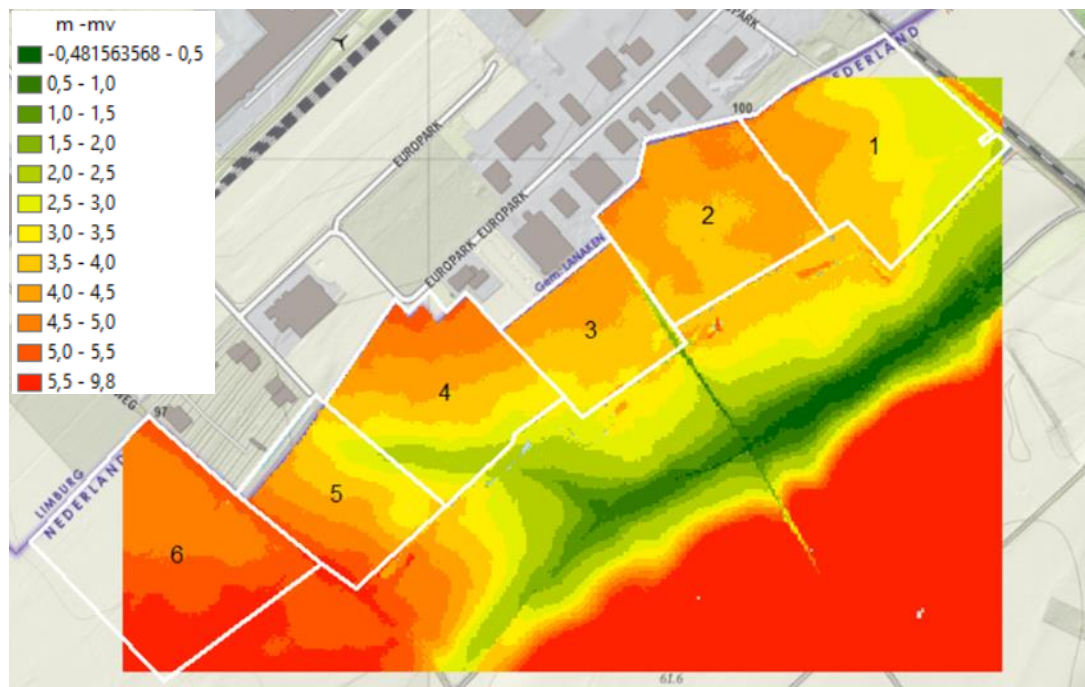 m -mv
-0,481563568 - 0,5
0,5 - 1,0
1,0 - 1,5
1,5 - 2,0
2,0 - 2,5
2,5 - 3,0
3,0 - 3,5
3,5 - 4,0
4,0 - 4,5
4,5 - 5,0
5,0 - 5,5
5,5 - 9,8
EUROPARK
EUROPARK
EUROPARK
EUROPARK
EUROPARK
NEDERLAND
100
Gem. LANAKEN
97
WEG
LIMBURG
NEDERLAND
1
2
3
4
5
6
61.6